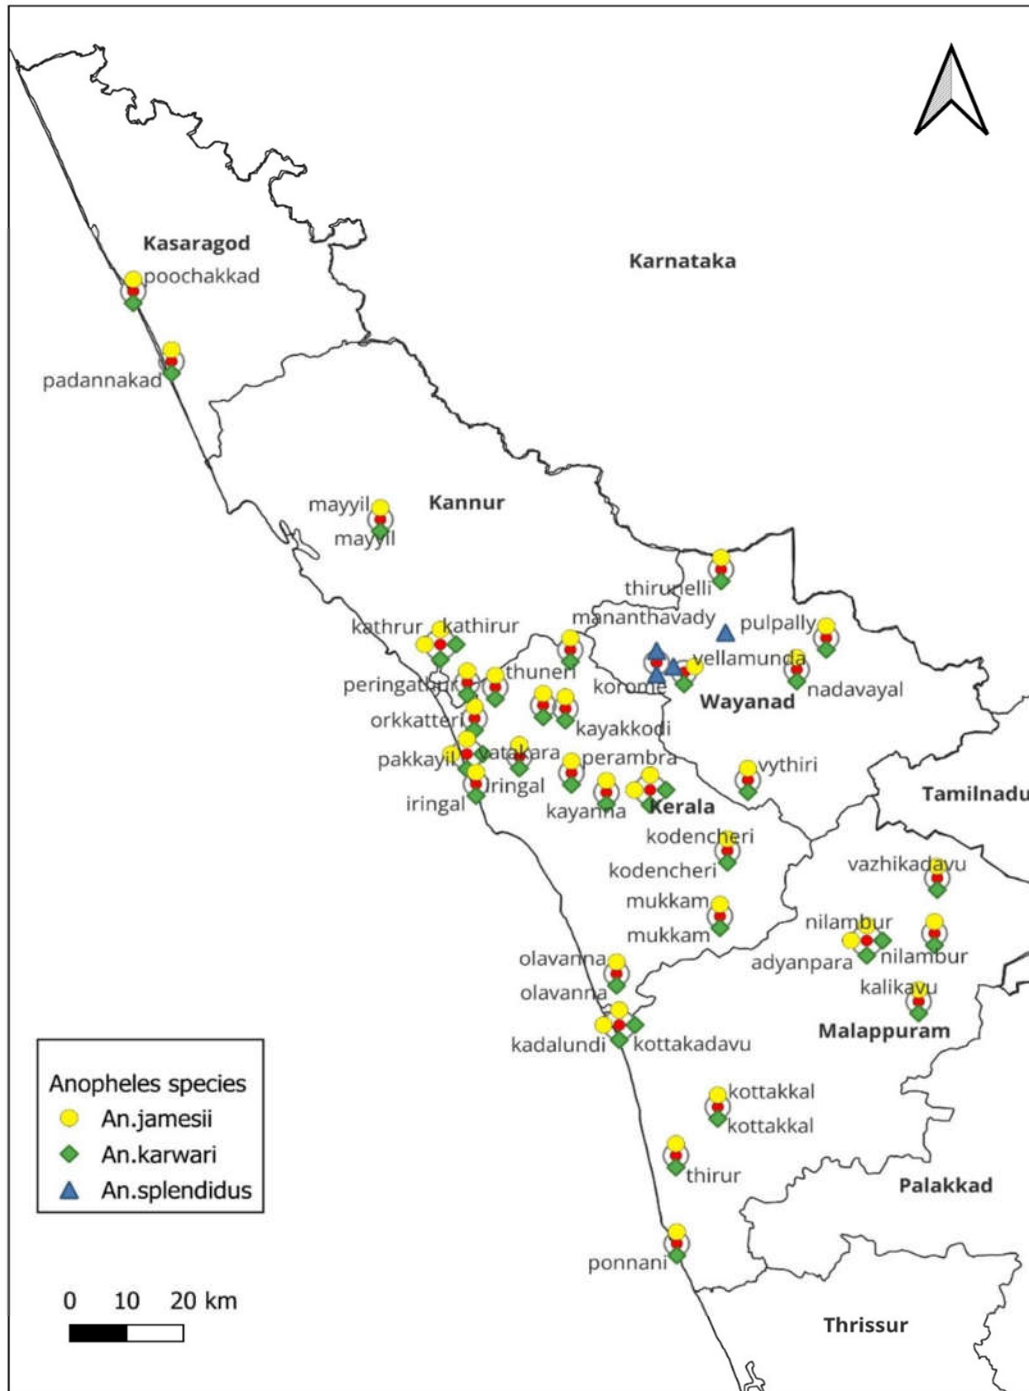 Kasaragod
poochakkad
Karnataka
padannakad
mayyil
Kannur
mayyil
thirunelli
mananthavady
pulpally
kathrur
kathirur
vellamunda
thuneri
peringathur
korome
nadavayal
Wayanad
orkkatteri
kayakkodi
pakkayil
vatakara
perambra
vythiri
iringal
iringal
Tamilnadu
kayanna
Kerala
kodencheri
vazhikadavu
kodencheri
mukkam
nilambur
mukkam
adyanpara
nilambur
olavanna
kalikavu
olavanna
Malappuram
kadalundi
kottakadavu
Anopheles species
An.jamesii
An.karwari
An.splendidus
kottakkal
kottakkal
thirur
Palakkad
ponnani
0 10 20 km
Thrissur